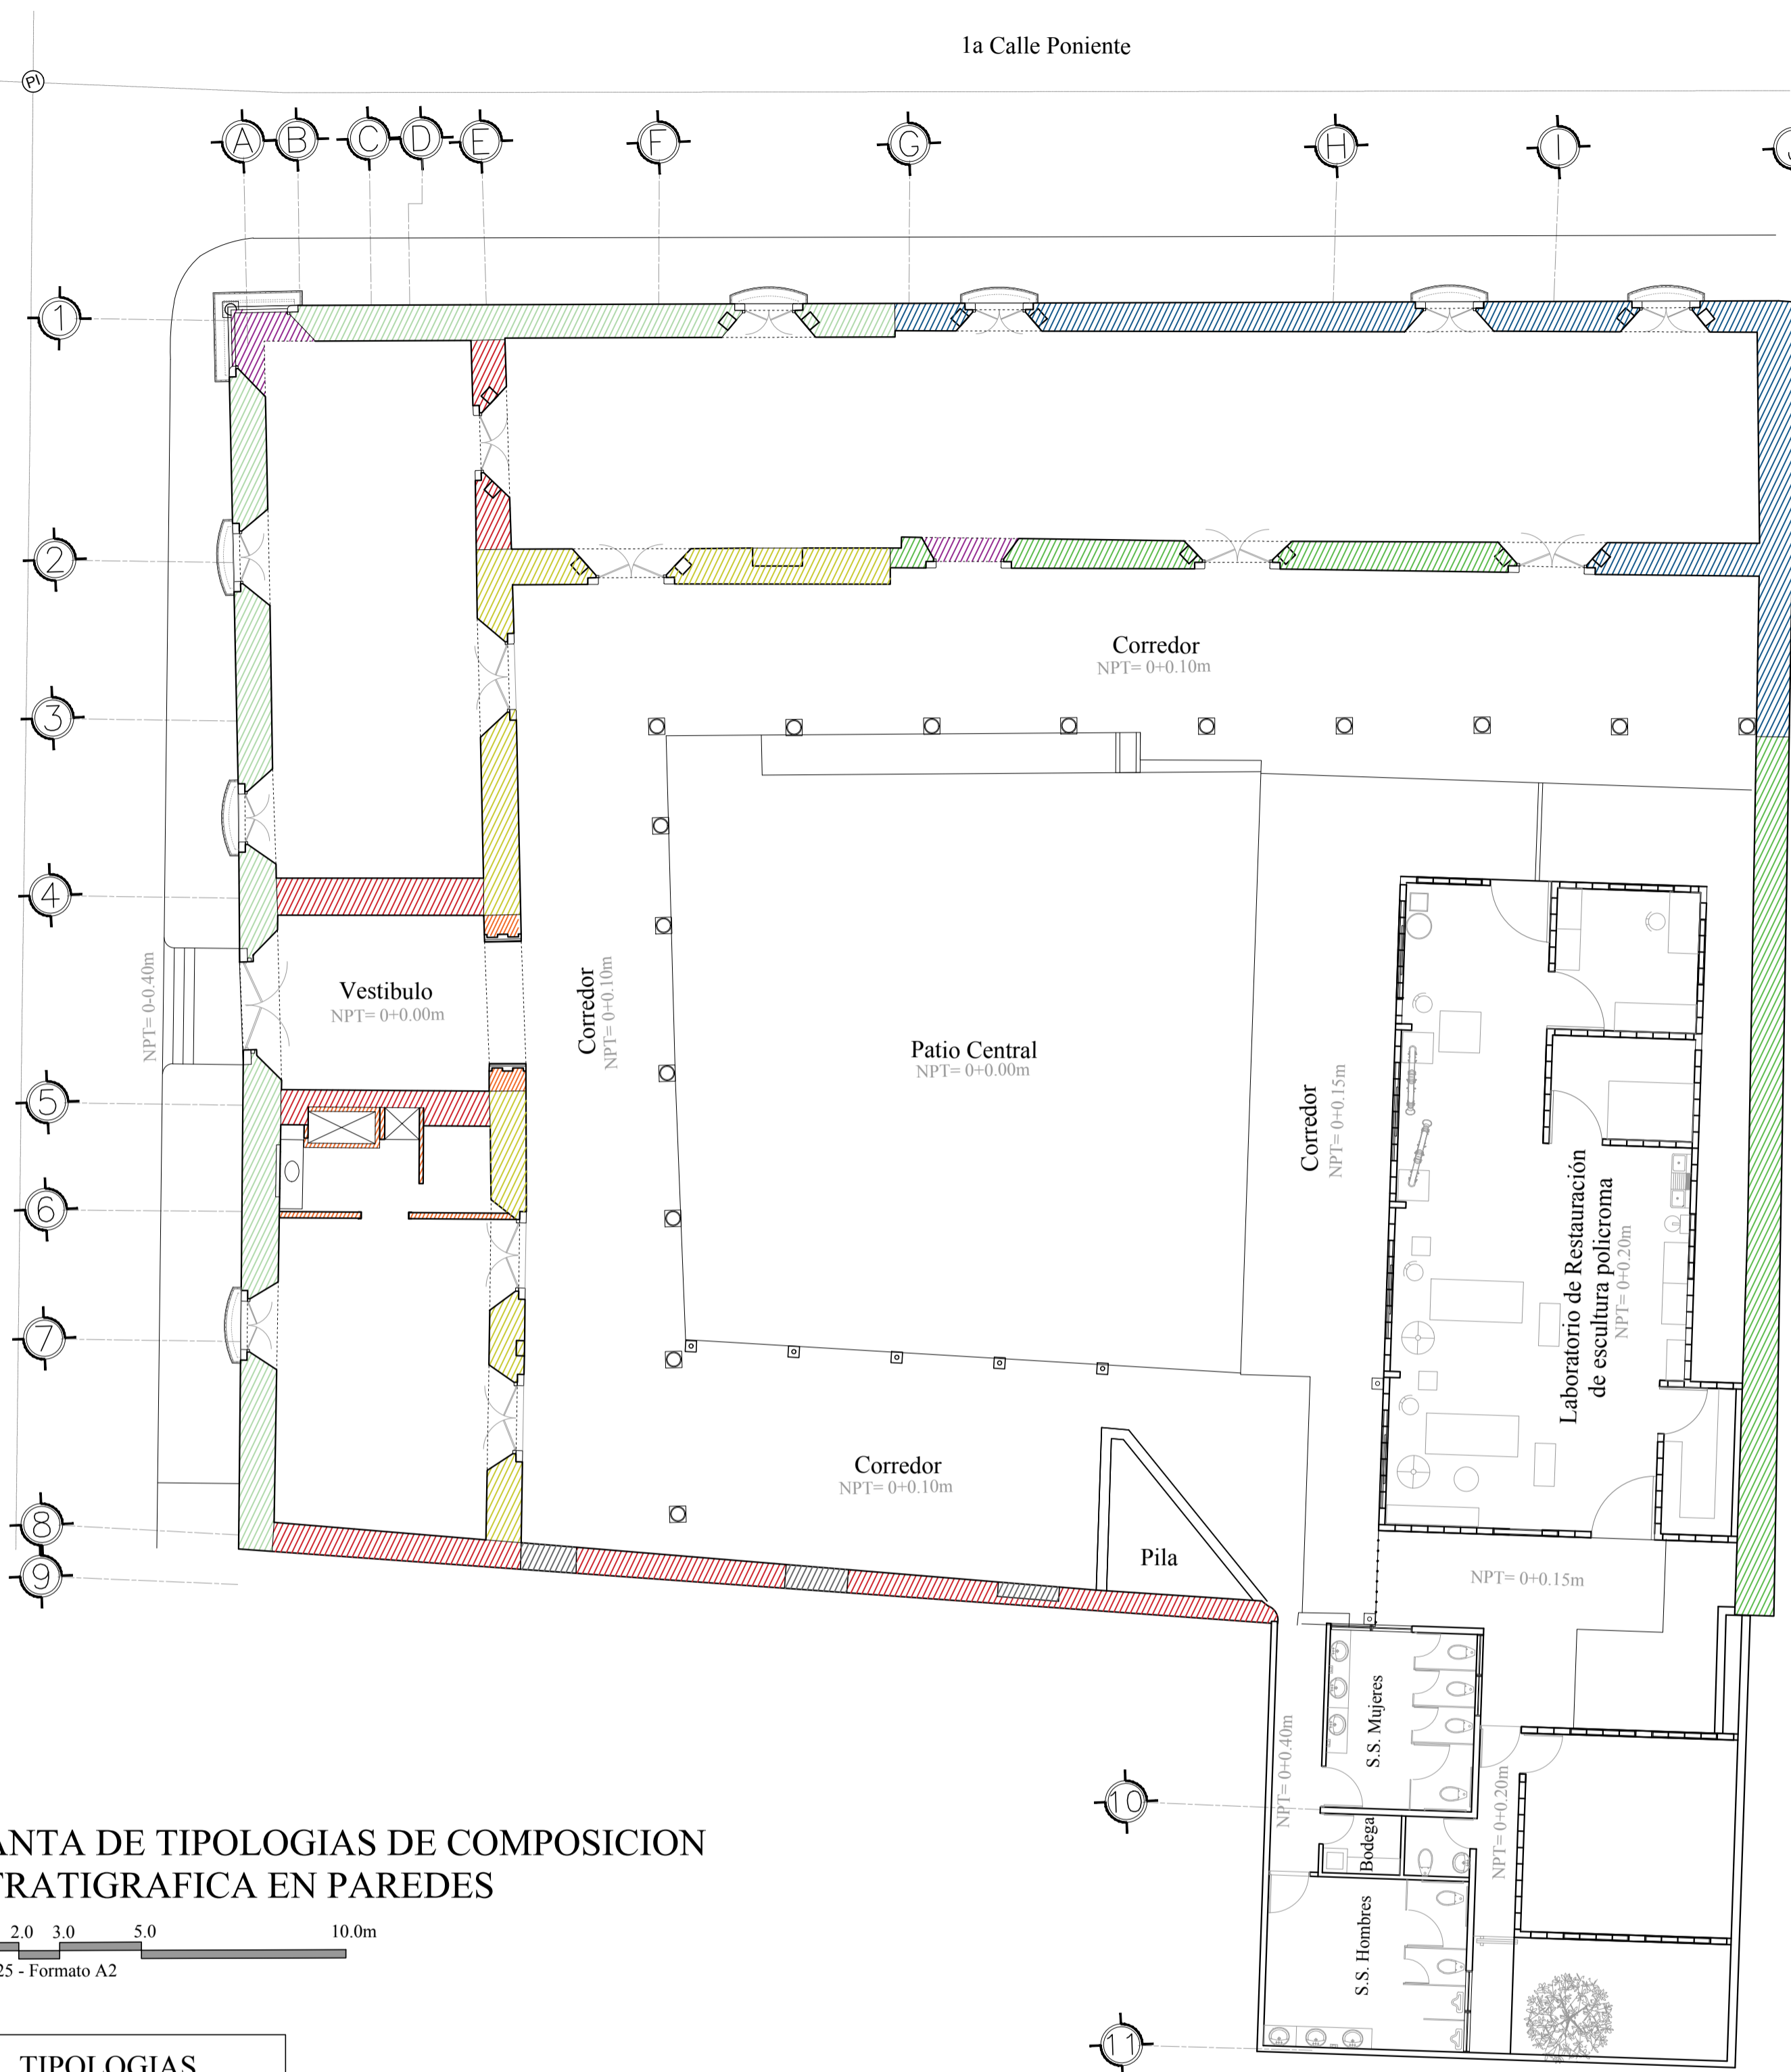 1a Calle Poniente
PI
A B C D E F G H I
1
2
Corredor
NPT= 0+0.10m
3
4
NPT= 0-0.40m
Vestibulo
NPT= 0+0.00m
Corredor
NPT= 0+0.10m
Patio Central
NPT= 0+0.00m
Corredor
NPT= 0+0.15m
5
6
Laboratorio de Restauración
de escultura policroma
NPT= 0+0.20m
7
Corredor
NPT= 0+0.10m
8
9
Pila
NPT= 0+0.15m
S.S. Mujeres
NPT= 0+0.40m
10
NPT= 0+0.20m
Bodega
S.S. Hombres
11
ANTA DE TIPOLOGIAS DE COMPOSICION
TRATIGRAFICA EN PAREDES
2.0 3.0 5.0 10.0m
25 - Formato A2
TIPOLOGIAS